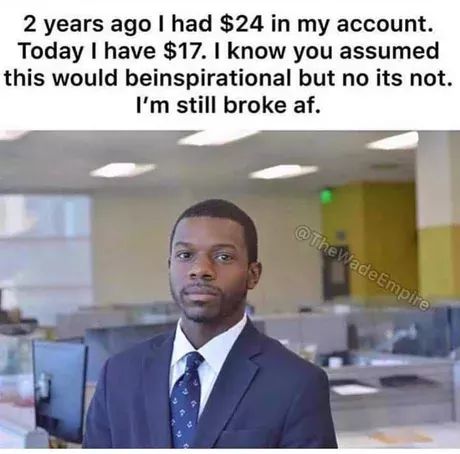 2 years ago I had $24 in my account.
Today I have $17. I know you assumed
this would beinspirational but no its not.
I'm still broke af.
@TheWadeEmpire